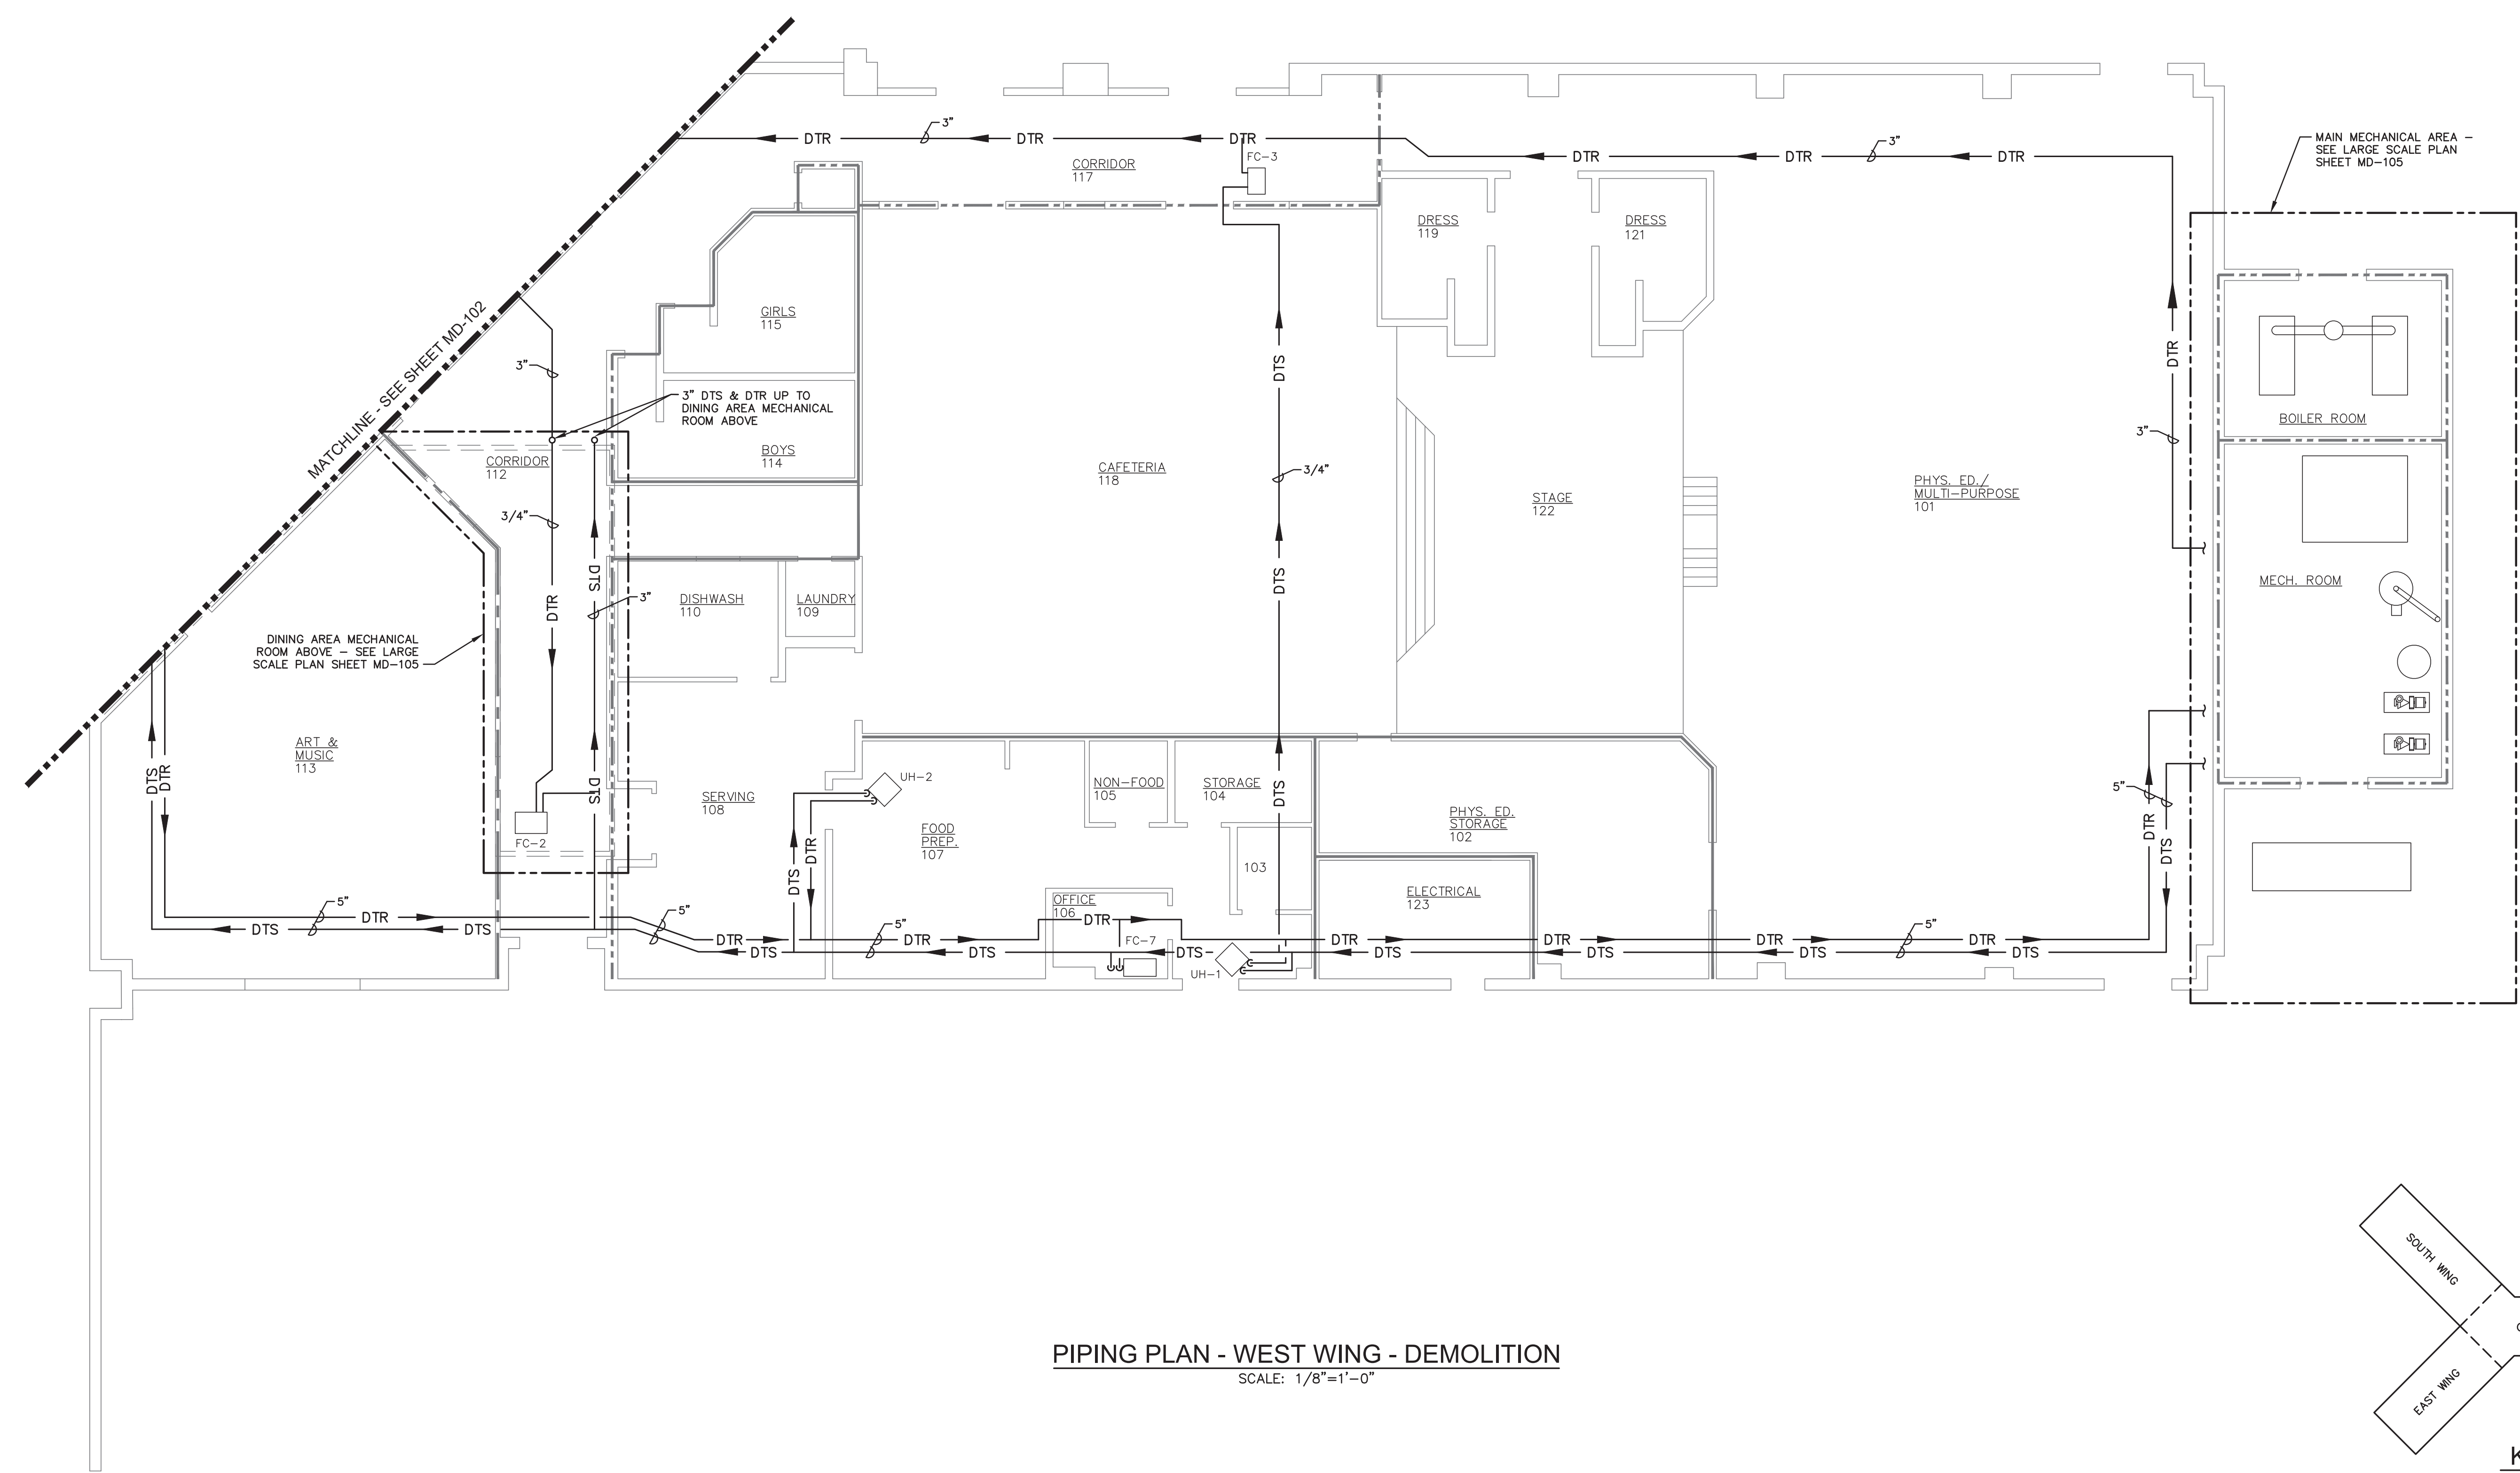 DTR
3"
DTR
DTR
FC-3
CORRIDOR
117
DTR
DTR
3"
DTR
MAIN MECHANICAL AREA –
SEE LARGE SCALE PLAN
SHEET MD-105
DRESS
119
DRESS
121
GIRLS
115
MATCHLINE - SEE SHEET MD-102
3"
3" DTS & DTR UP TO
DINING AREA MECHANICAL
ROOM ABOVE
BOYS
114
CORRIDOR
112
3/4"
DTS
DTR
DTS
3"
CAFETERIA
118
DTS
3/4"
DTS
STAGE
122
PHYS. ED./
MULTI-PURPOSE
101
DTR
3"
BOILER ROOM
MECH. ROOM
DISHWASH
110
LAUNDRY
109
DINING AREA MECHANICAL
ROOM ABOVE – SEE LARGE
SCALE PLAN SHEET MD-105
ART &
MUSIC
113
DTS
DTR
DTS
FC-2
SERVING
108
UH-2
DTS
DTR
FOOD
PREP.
107
NON-FOOD
105
STORAGE
104
DTS
103
PHYS. ED.
STORAGE
102
ELECTRICAL
123
OFFICE
106
5"
DTR
DTS
5"
DTR
DTS
DTS
5"
DTR
DTS
5"
DTR
DTS
5"
DTR
DTS
DTR
FC-7
DTS
UH-1
DTR
DTS
DTR
DTS
DTR
DTS
5"
DTR
DTS
PIPING PLAN - WEST WING - DEMOLITION
SCALE: 1/8"=1'-0"
SOUTH WING
EAST WING